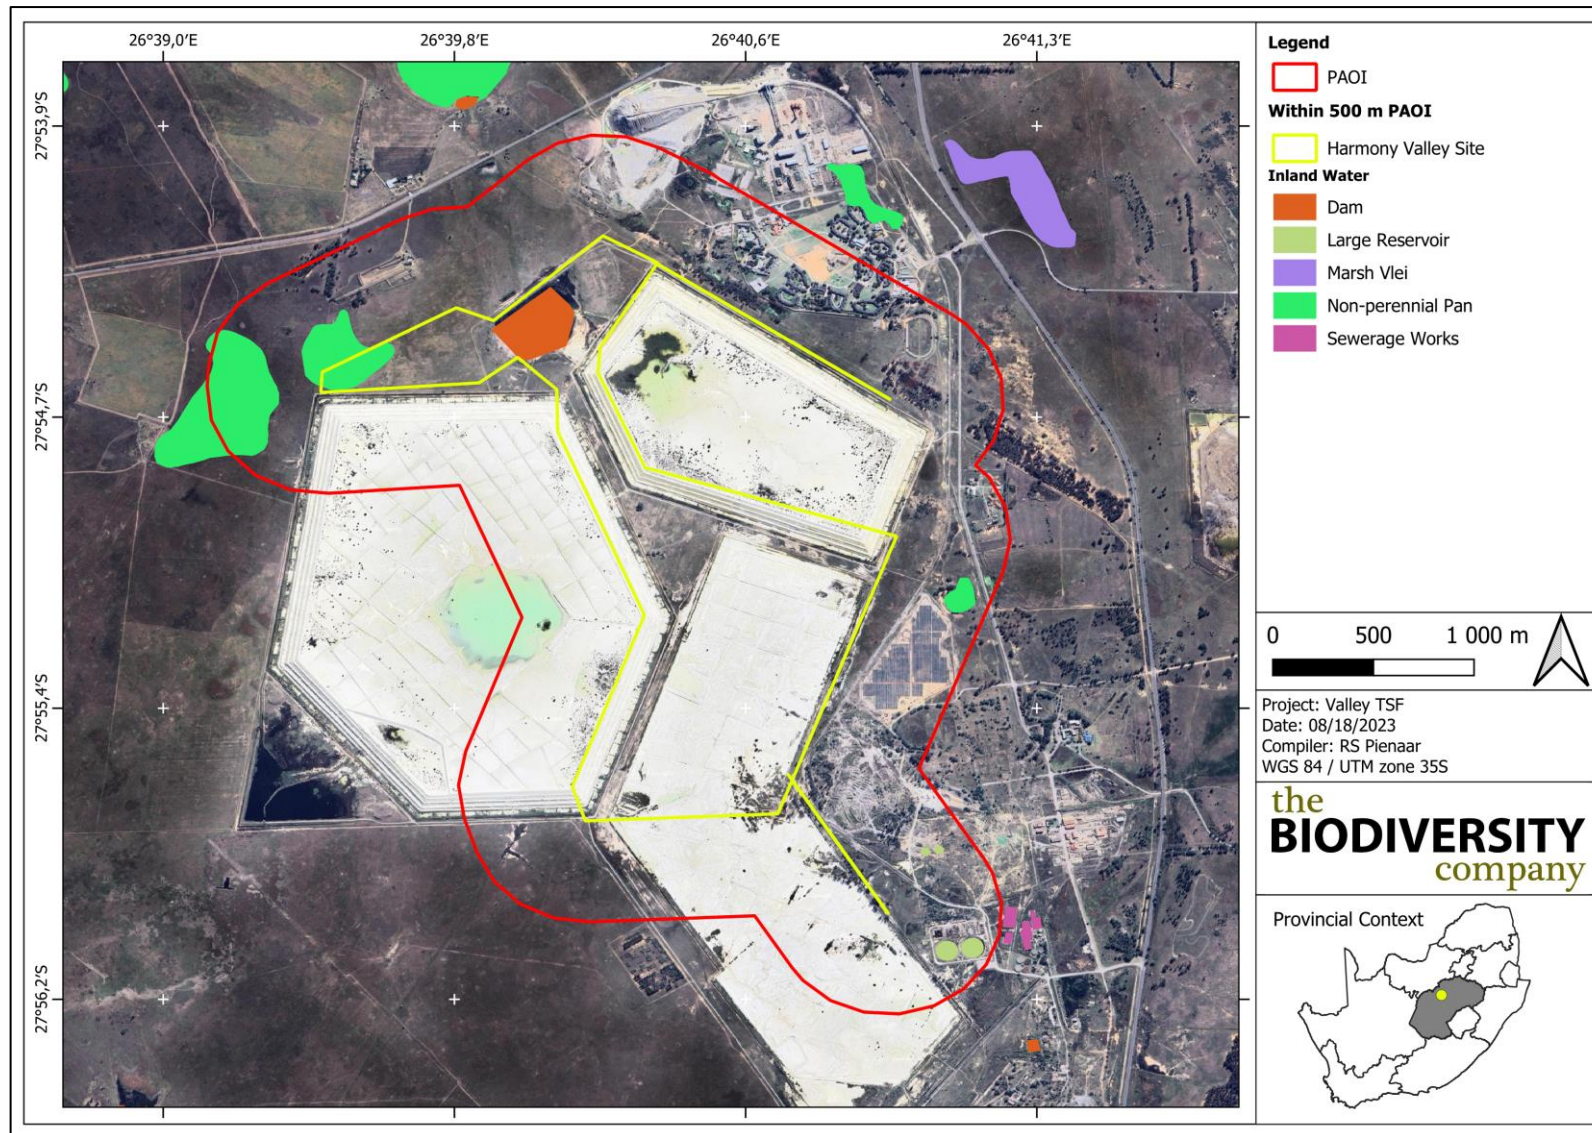 26°39,0'E 26°39,8'E 26°40,6'E 26°41,3'E
27°53,9'S
27°54,7'S
27°55,4'S
27°56,2'S
Legend
PAOI
Within 500 m PAOI
Harmony Valley Site
Inland Water
Dam
Large Reservoir
Marsh Vlei
Non-perennial Pan
Sewerage Works
0 500 1 000 m
Project: Valley TSF
Date: 08/18/2023
Compiler: RS Pienaar
WGS 84 / UTM zone 35S
the
BIODIVERSITY
company
Provincial Context